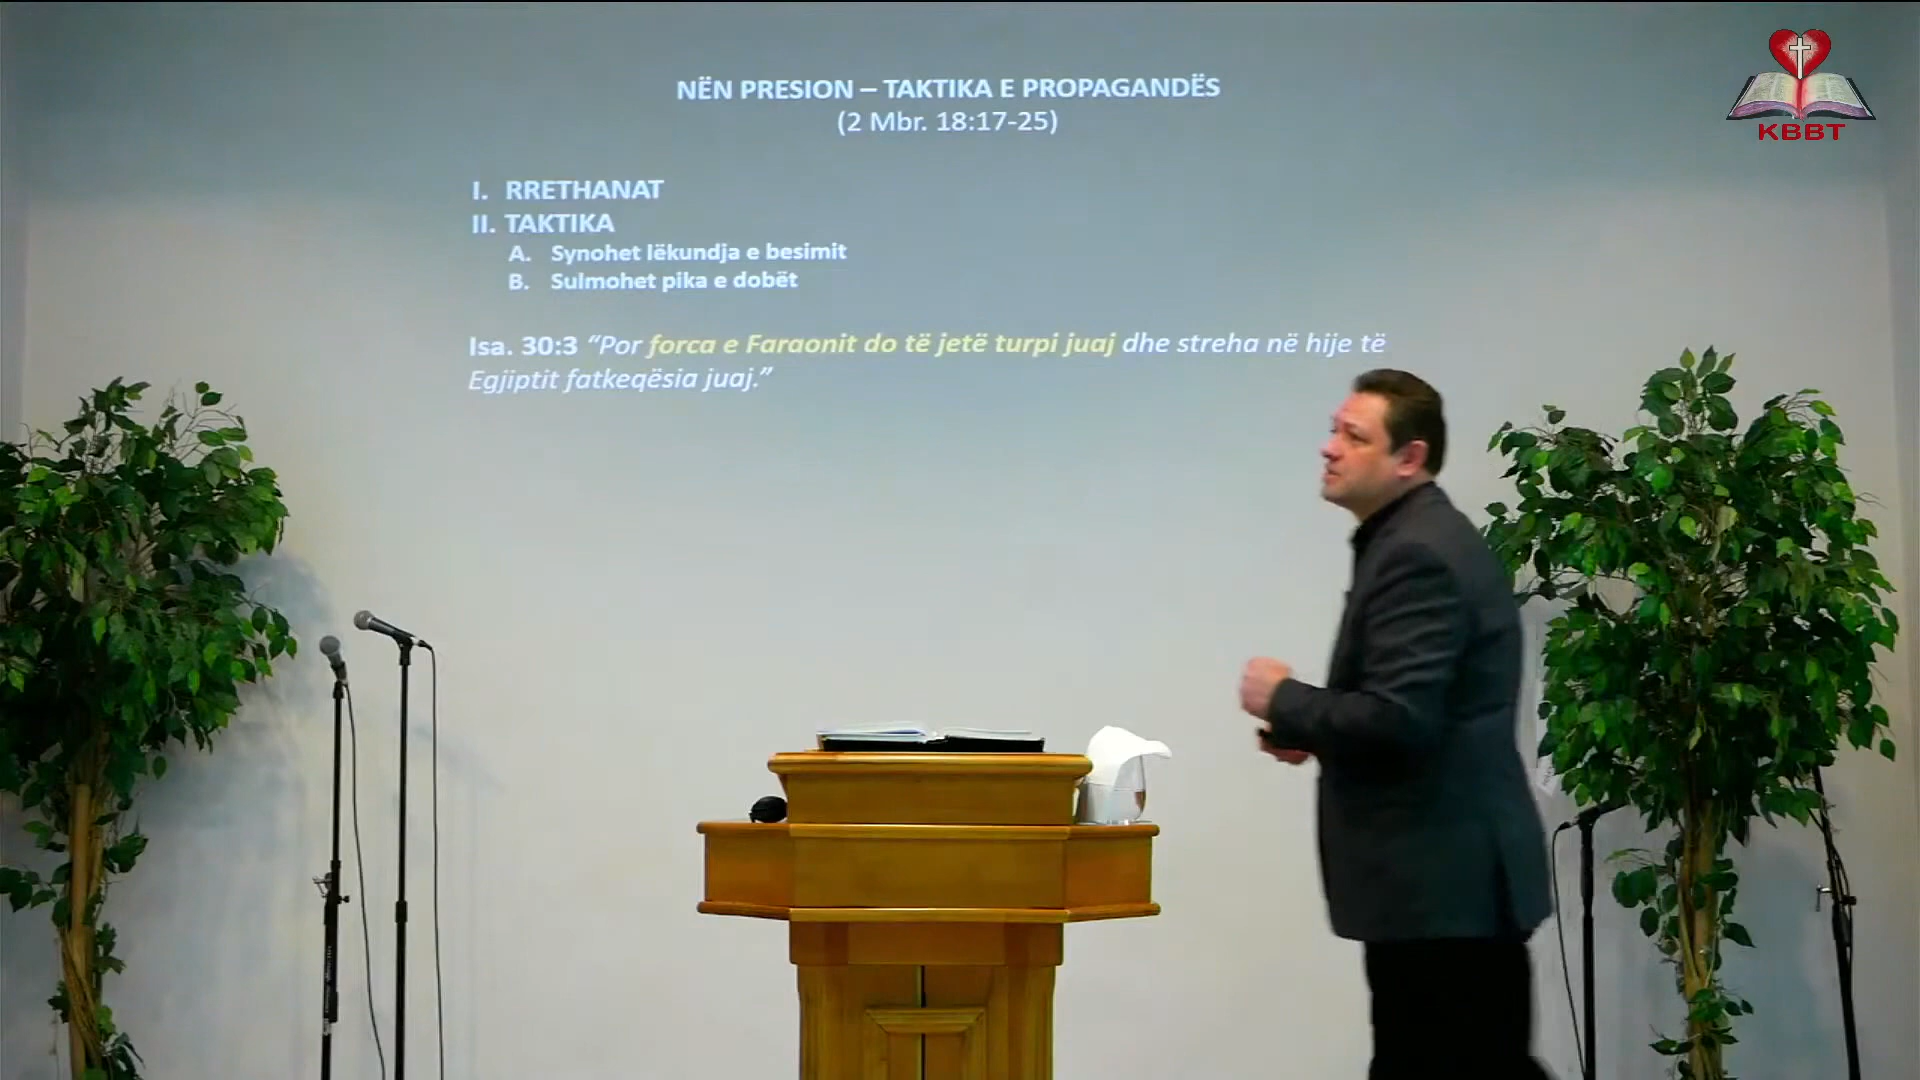 NËN PRESION – TAKTIKA E PROPAGANDËS
(2 Mbr. 18:17-25)
I. RRETHANAT
II. TAKTIKA
A. Synohet lëkundja e besimit
B. Sulmohet pika e dobët
Isa. 30:3 “Por forca e Faraonit do të jetë turpi juaj dhe streha në hije të
Egjiptit fatkeqësia juaj.”
KBBT